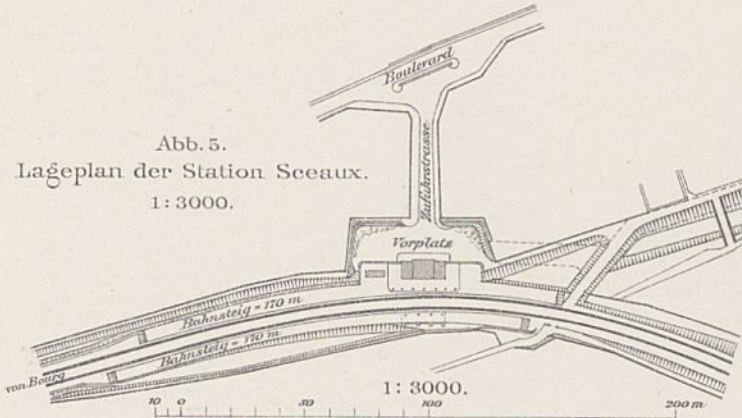 Boulevard
Abb. 5.
Lageplan der Station Sceaux.
1:3000.
Zufuhrstrasse
Vorplatz
Bahnsteig = 170 m
Bahnsteig = 170 m
von Bourg
1:3000.
10 0 50 100 200 m